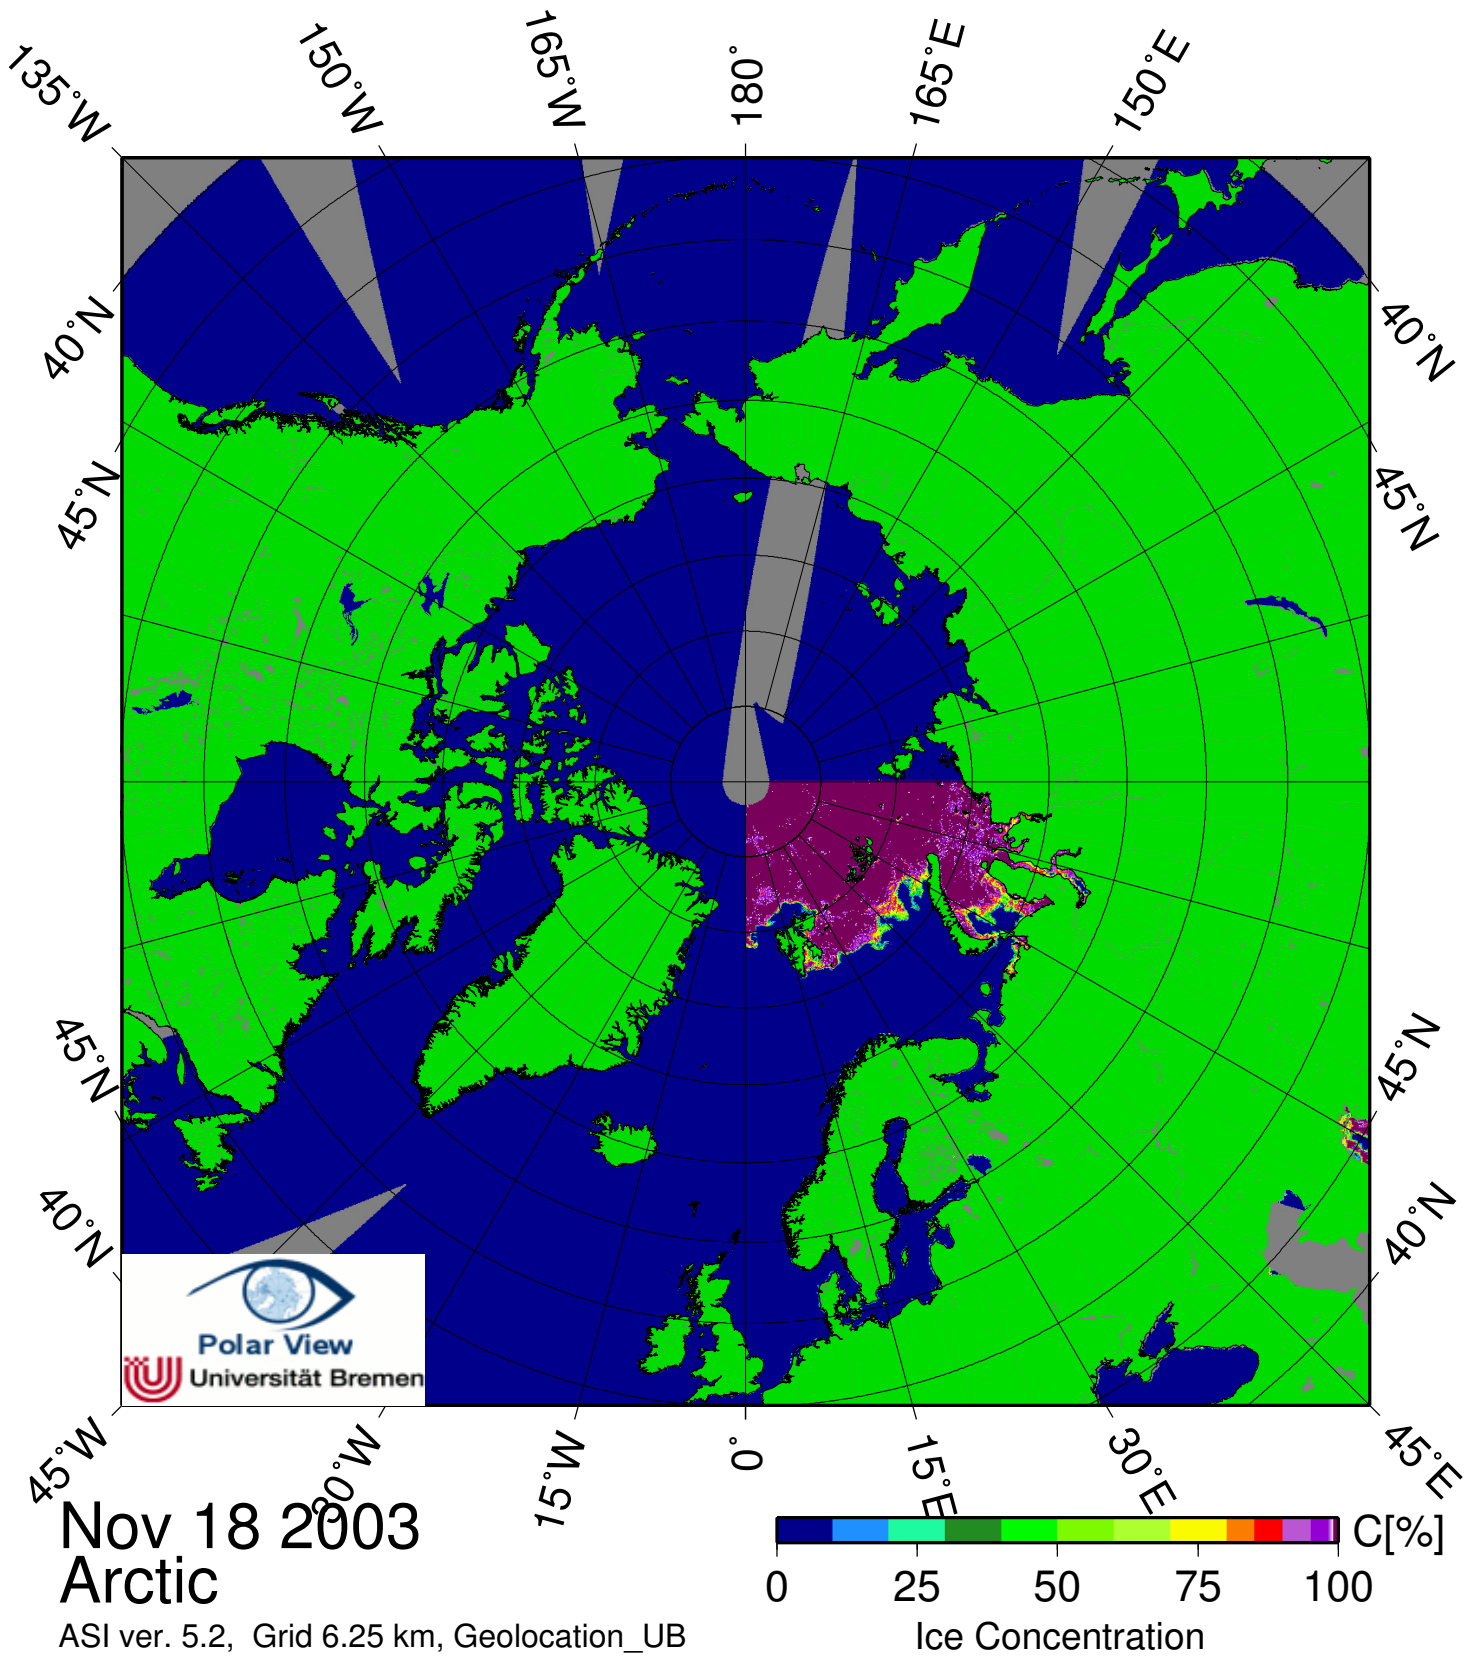 135°W
150°W
165°W
180°
165°E
150°E
40°N
40°N
45°N
45°N
45°N
45°N
40°N
40°N
Polar View
Universität Bremen
45°W
30°W
15°W
0°
15°E
30°E
45°E
Nov 18 2003
Arctic
ASI ver. 5.2, Grid 6.25 km, Geolocation_UB
C[%]
0 25 50 75 100
Ice Concentration